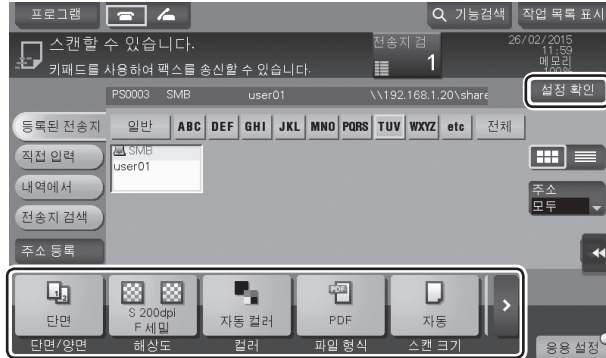 프로그램
기능검색
작업 목록 표시
스캔할 수 있습니다.
전송지 검
1
26/02/2015
11:59
메모리
100%
키패드를 사용하여 팩스를 송신할 수 있습니다.
PS0003 SMB user01 \\192.168.1.20\share
설정 확인
등록된 전송지
일반 ABC DEF GHI JKL MNO PQRS TUV WXYZ etc 전체
직접 입력
SMB
user01
내역에서
전송지 검색
주소
모두
주소 등록
단면
S 200dpi
F 세밀
자동 컬러
PDF
자동
단면/양면 해상도 컬러 파일 형식 스캔 크기
응용 설정